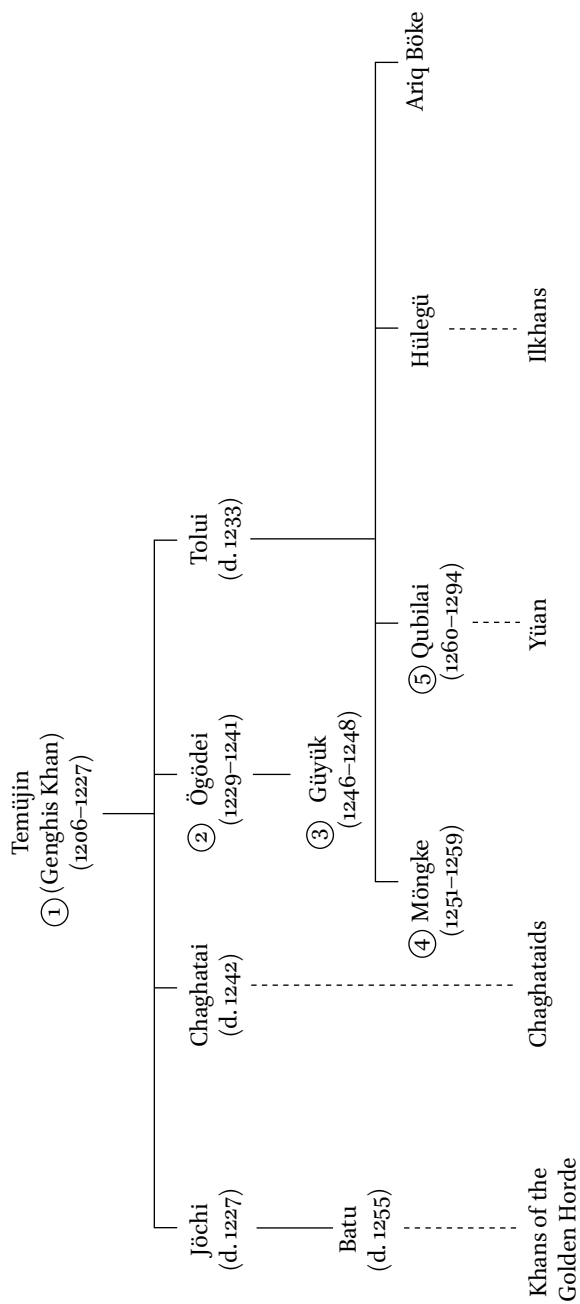 Temüjin
① (Genghis Khan)
(1206–1227)
Jöchi
(d. 1227)
Chaghatai
(d. 1242)
② Ögödei
(1229–1241)
Tolui
(d. 1233)
Batu
(d. 1255)
③ Güyük
(1246–1248)
④ Möngke
(1251–1259)
⑤ Qubilai
(1260–1294)
Hülegü
Ariq Böke
Khans of the
Golden Horde
Chaghataids
Yüan
Ilkhans